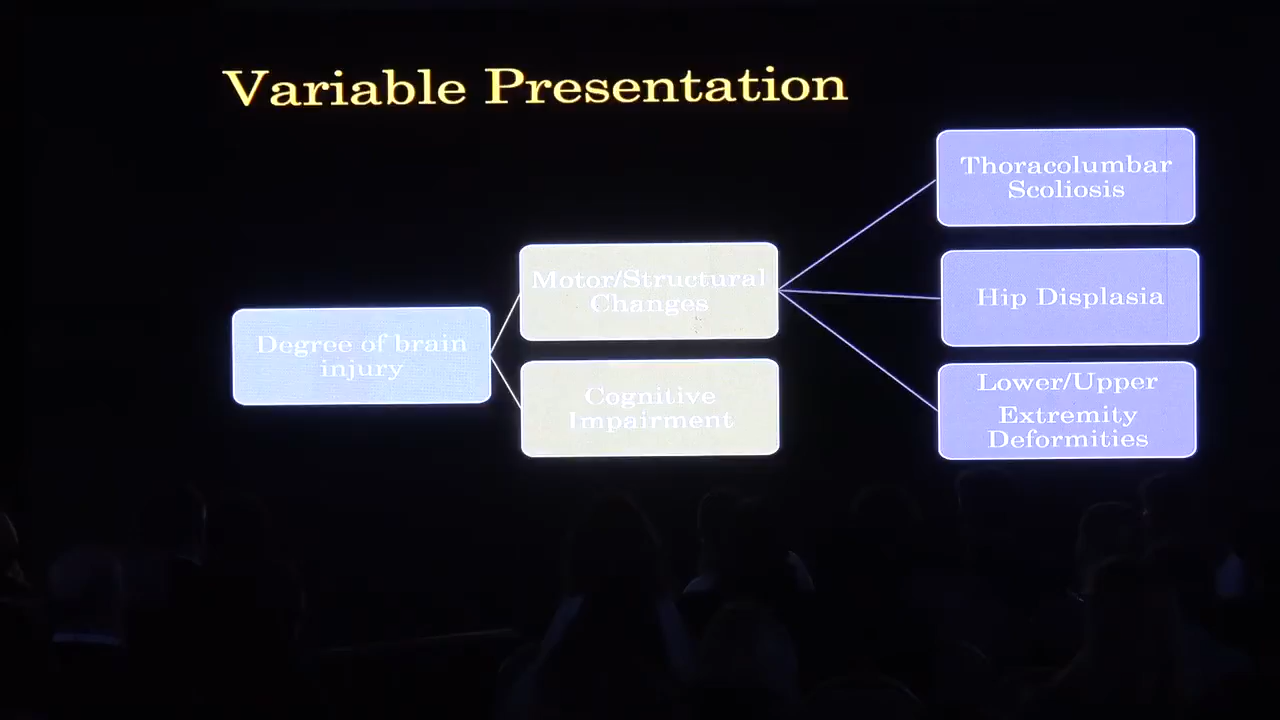 Variable Presentation
Degree of brain
injury
Motor/Structural
Changes
Cognitive
Impairment
Thoracolumbar
Scoliosis
Hip Displasia
Lower/Upper
Extremity
Deformities